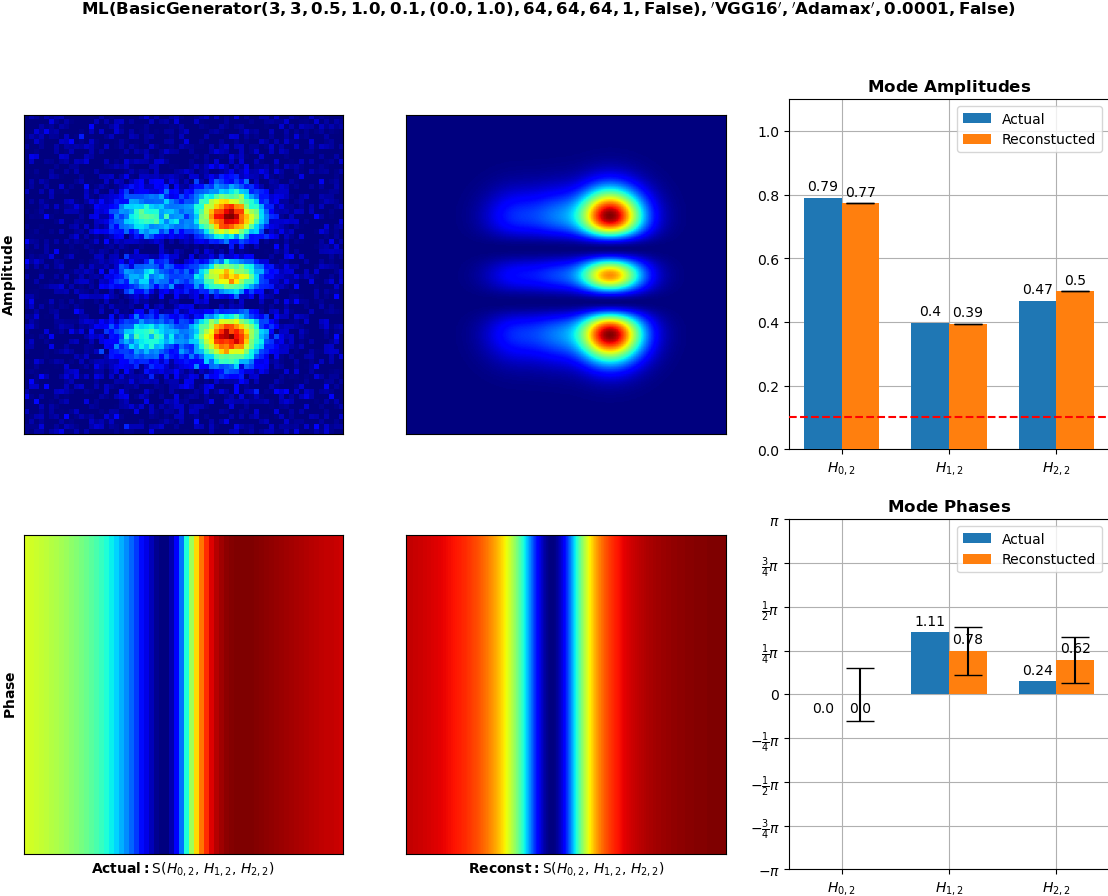 ML(BasicGenerator(3, 3, 0.5, 1.0, 0.1, (0.0, 1.0), 64, 64, 64, 1, False), ′VGG16′, ′Adamax′, 0.0001, False)
Amplitude
Mode Amplitudes
Actual
Reconstucted
1.0
0.8
0.6
0.4
0.2
0.0
0.79
0.77
0.4
0.39
0.47
0.5
H₀,₂
H₁,₂
H₂,₂
Phase
Actual: S(H₀,₂, H₁,₂, H₂,₂)
Reconst: S(H₀,₂, H₁,₂, H₂,₂)
Mode Phases
Actual
Reconstucted
π
3/4π
1/2π
1/4π
0
−1/4π
−1/2π
−3/4π
−π
0.0
0.0
1.11
0.78
0.24
0.62
H₀,₂
H₁,₂
H₂,₂